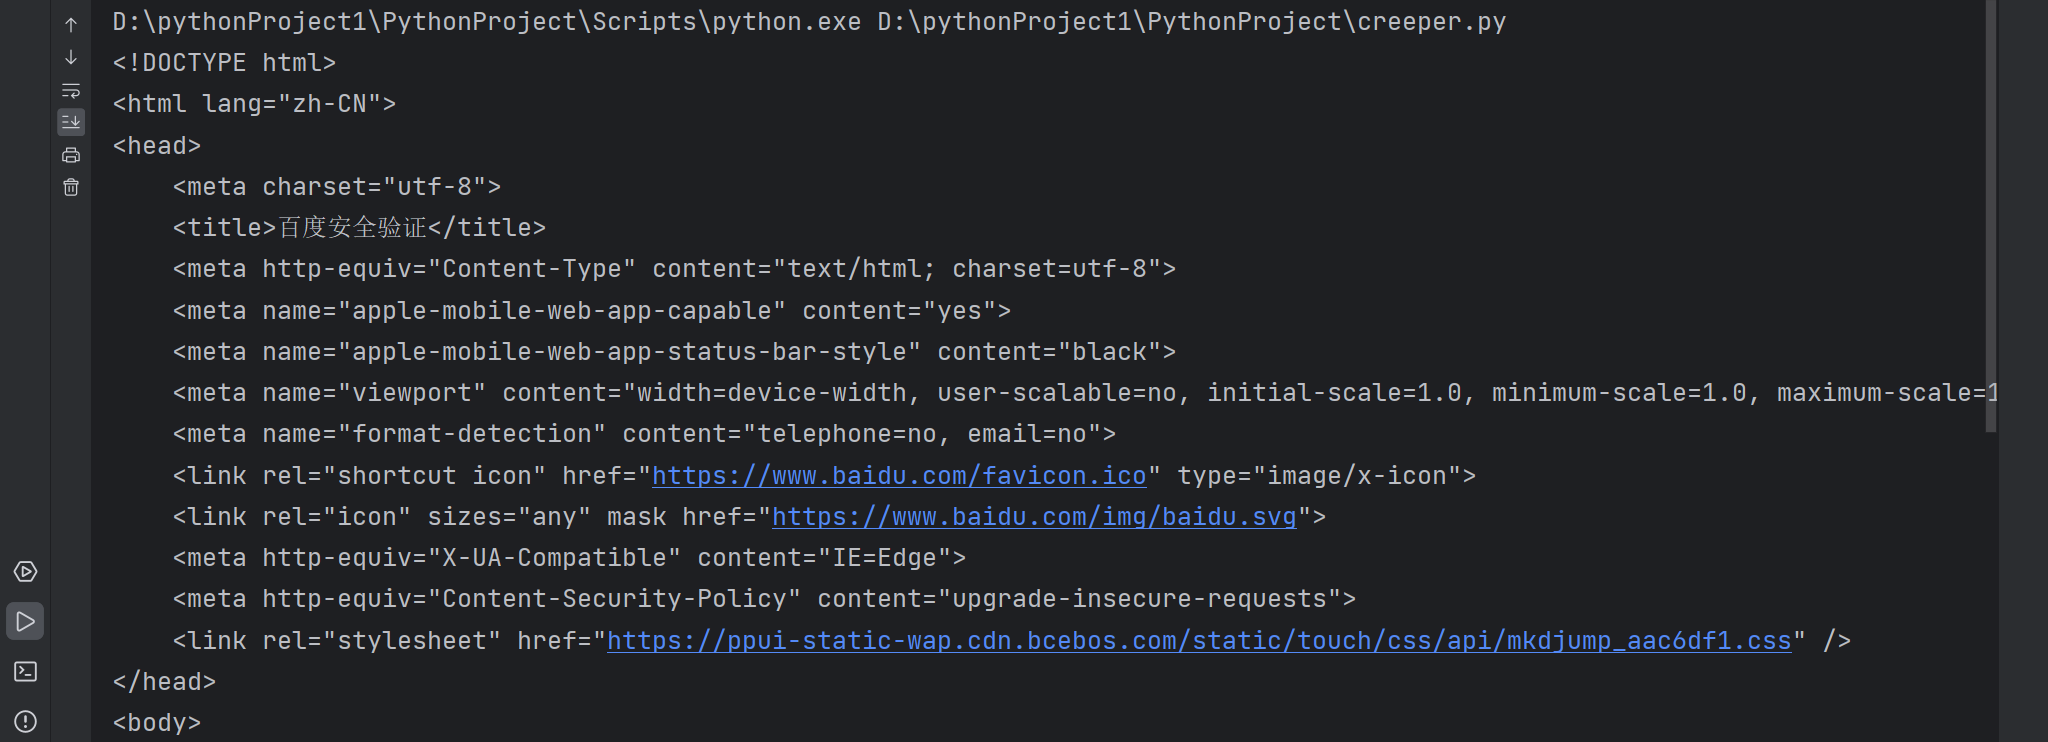 D:\pythonProject1\PythonProject\Scripts\python.exe D:\pythonProject1\PythonProject\creeper.py
<!DOCTYPE html>
<html lang="zh-CN">
<head>
    <meta charset="utf-8">
    <title>百度安全验证</title>
    <meta http-equiv="Content-Type" content="text/html; charset=utf-8">
    <meta name="apple-mobile-web-app-capable" content="yes">
    <meta name="apple-mobile-web-app-status-bar-style" content="black">
    <meta name="viewport" content="width=device-width, user-scalable=no, initial-scale=1.0, minimum-scale=1.0, maximum-scale=1
    <meta name="format-detection" content="telephone=no, email=no">
    <link rel="shortcut icon" href="https://www.baidu.com/favicon.ico" type="image/x-icon">
    <link rel="icon" sizes="any" mask href="https://www.baidu.com/img/baidu.svg">
    <meta http-equiv="X-UA-Compatible" content="IE=Edge">
    <meta http-equiv="Content-Security-Policy" content="upgrade-insecure-requests">
    <link rel="stylesheet" href="https://ppui-static-wap.cdn.bcebos.com/static/touch/css/api/mkdjump_aac6df1.css" />
</head>
<body>